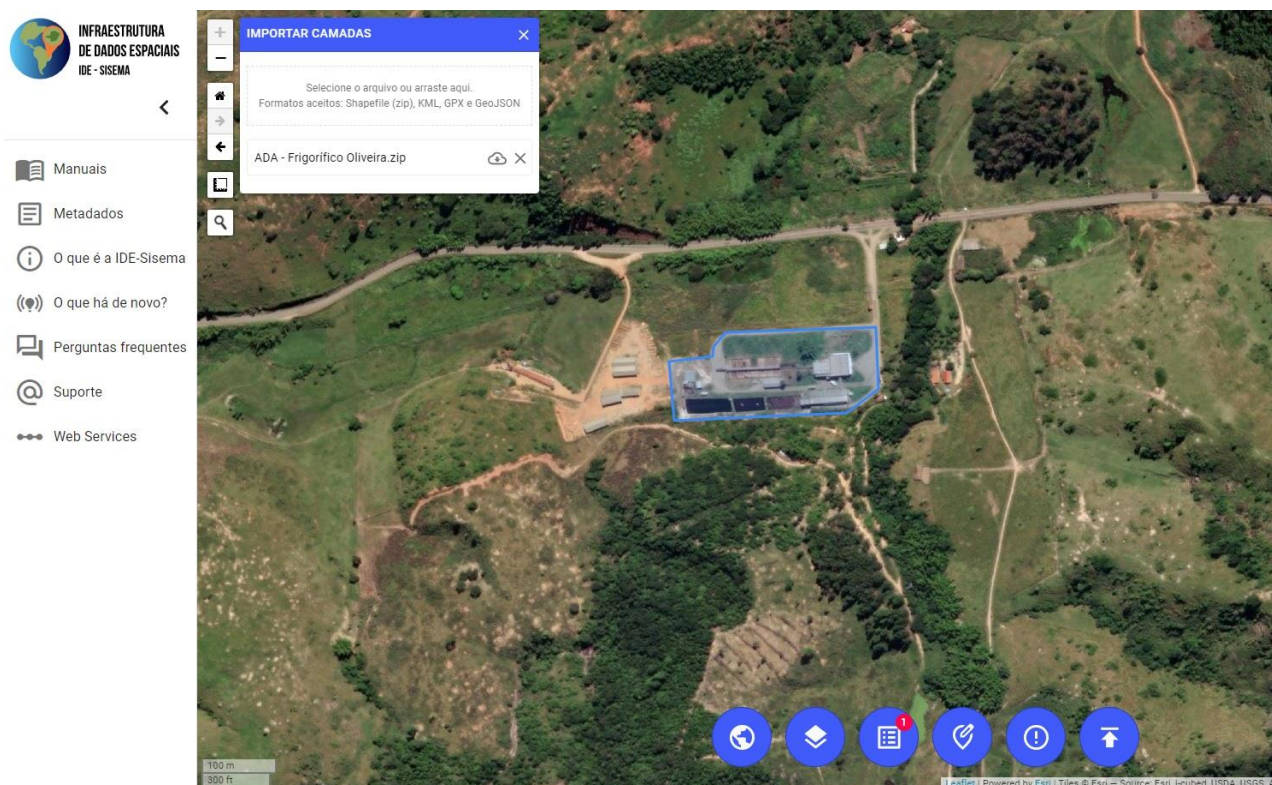 INFRAESTRUTURA
DE DADOS ESPACIAIS
IDE - SISEMA
Manuais
Metadados
O que é a IDE-Sisema
O que há de novo?
Perguntas frequentes
Suporte
Web Services
IMPORTAR CAMADAS
Selecione o arquivo ou arraste aqui.
Formatos aceitos: Shapefile (zip), KML, GPX e GeoJSON
ADA - Frigorífico Oliveira.zip
1
100 m
300 ft
Leaflet | Powered by Esri | Tiles © Esri — Source: Esri, i-cubed, USDA, USGS, A